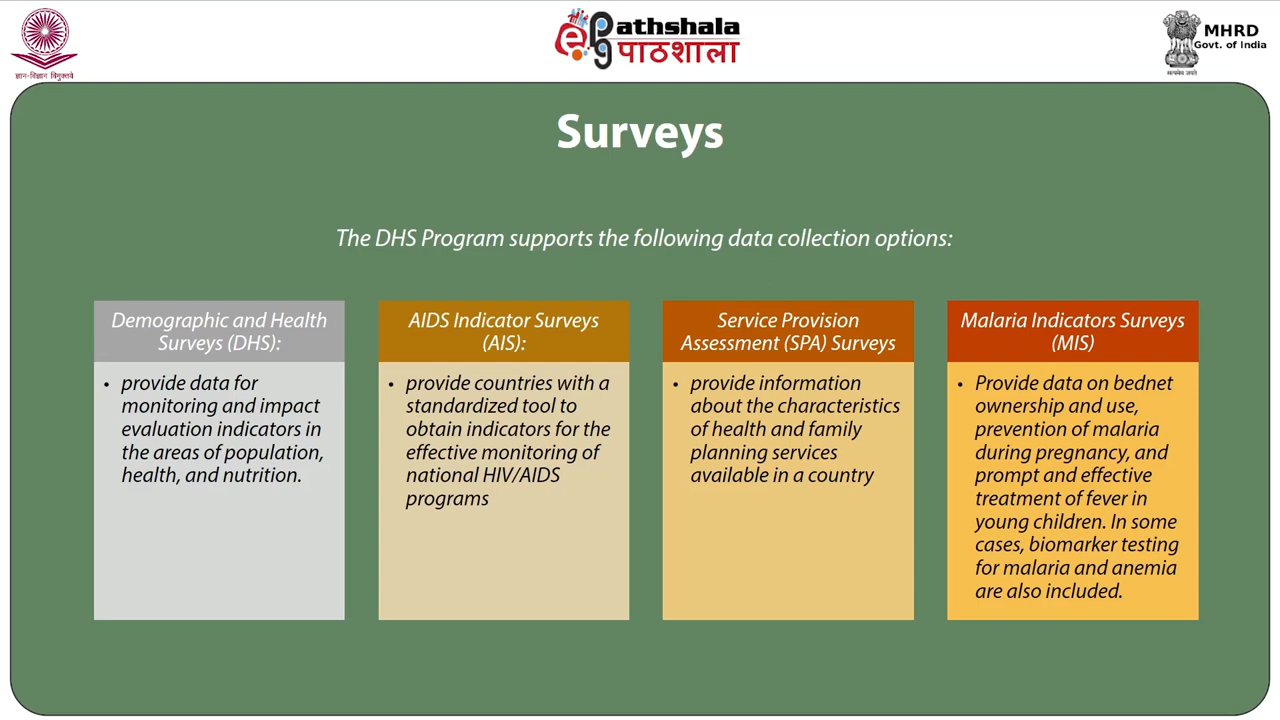 ज्ञान-विज्ञान विमुक्तये
ePG Pathshala
पाठशाला
MHRD
Govt. of India
सत्यमेव जयते
Surveys
The DHS Program supports the following data collection options:
Demographic and Health
Surveys (DHS):
• provide data for
monitoring and impact
evaluation indicators in
the areas of population,
health, and nutrition.
AIDS Indicator Surveys
(AIS):
• provide countries with a
standardized tool to
obtain indicators for the
effective monitoring of
national HIV/AIDS
programs
Service Provision
Assessment (SPA) Surveys
• provide information
about the characteristics
of health and family
planning services
available in a country
Malaria Indicators Surveys
(MIS)
• Provide data on bednet
ownership and use,
prevention of malaria
during pregnancy, and
prompt and effective
treatment of fever in
young children. In some
cases, biomarker testing
for malaria and anemia
are also included.